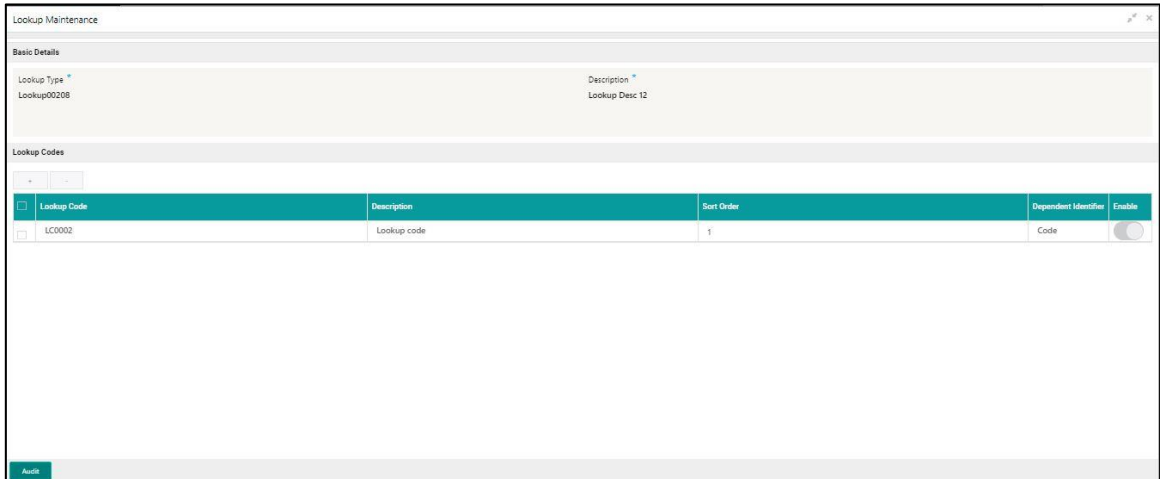 Lookup Maintenance
Basic Details
Lookup Type * Description *
Lookup00208 Lookup Desc 12
Lookup Codes
+ -
Lookup Code Description Sort Order Dependent Identifier Enable
LC0002 Lookup code 1 Code
Audit